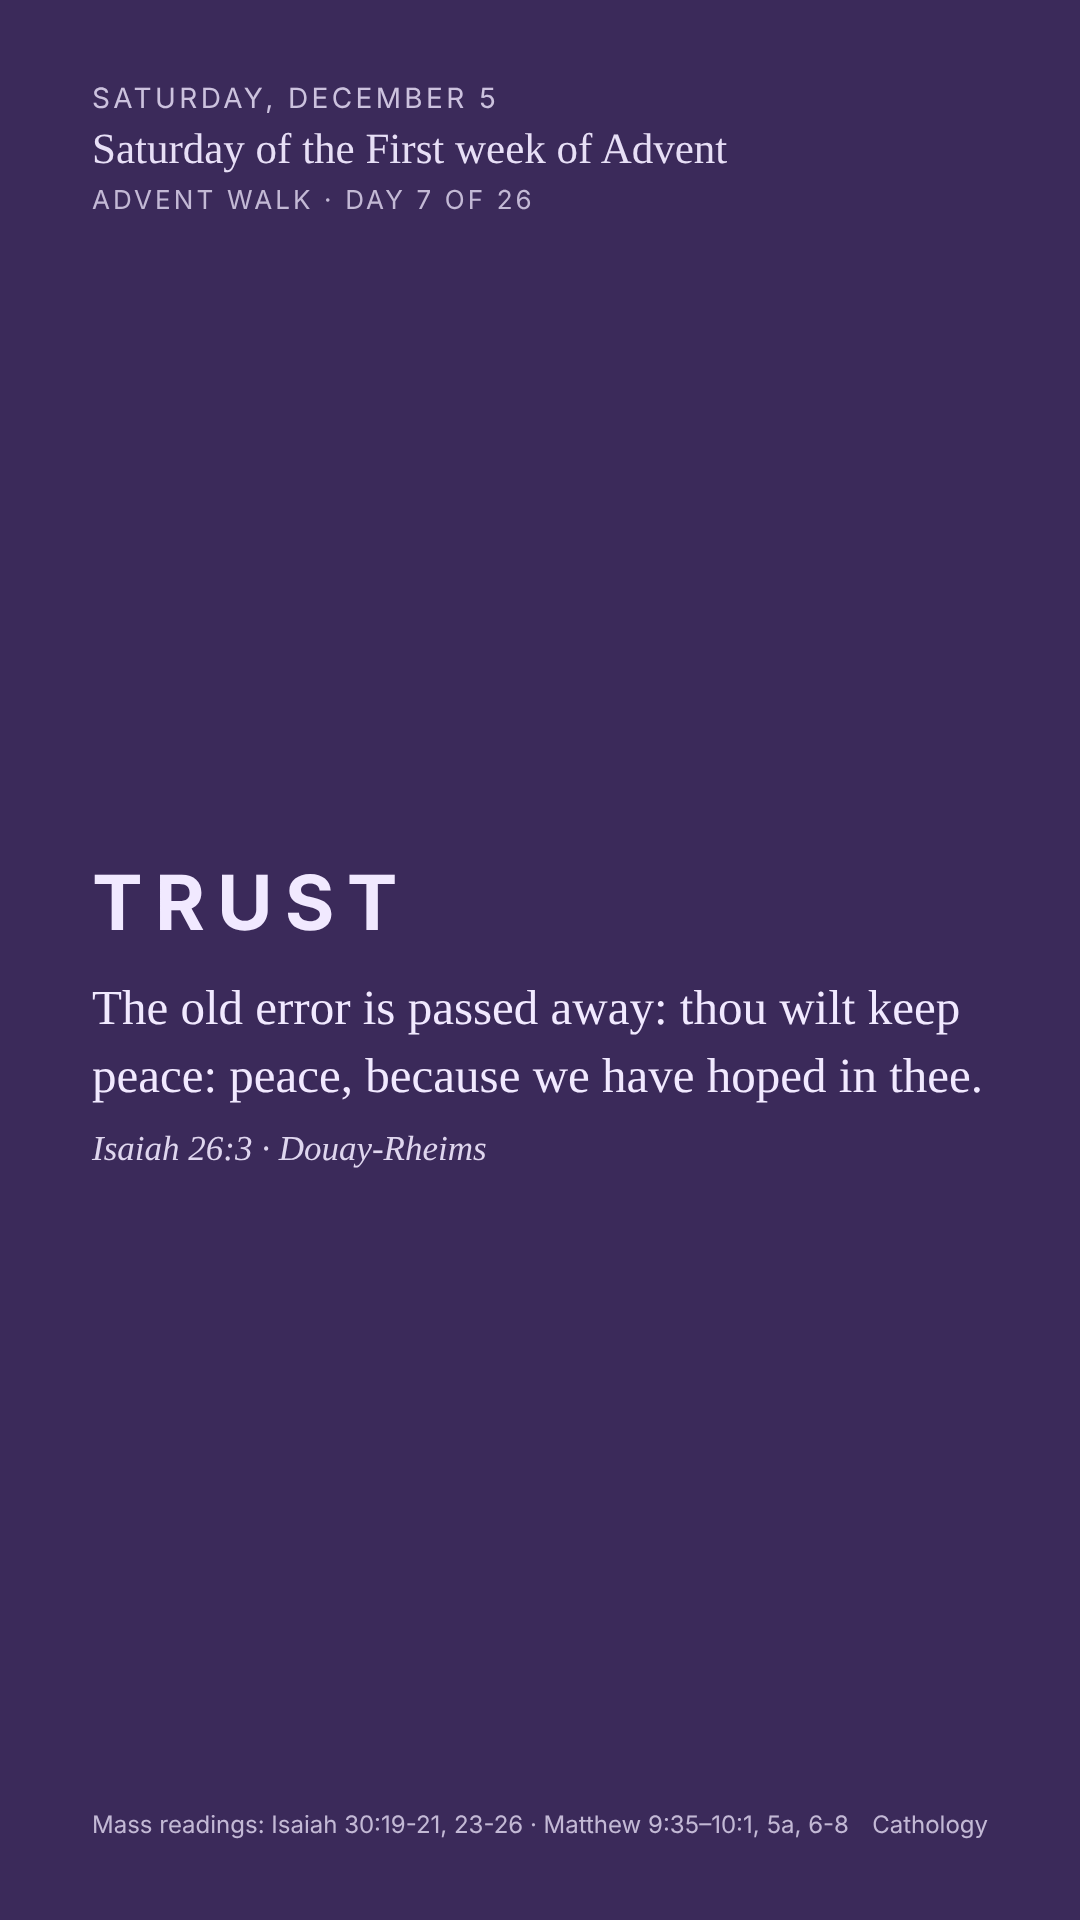 SATURDAY, DECEMBER 5
Saturday of the First week of Advent
ADVENT WALK · DAY 7 OF 26
TRUST
The old error is passed away: thou wilt keep
peace: peace, because we have hoped in thee.
Isaiah 26:3 · Douay-Rheims
Mass readings: Isaiah 30:19-21, 23-26 · Matthew 9:35–10:1, 5a, 6-8 Cathology